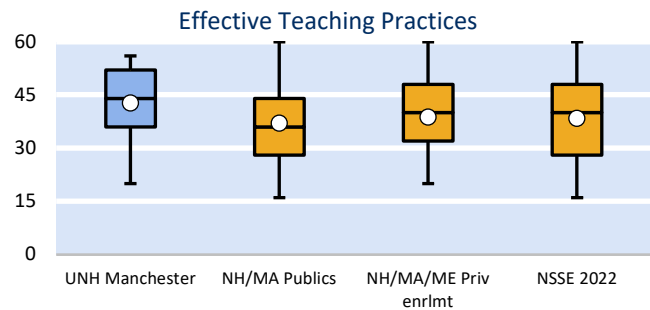 Effective Teaching Practices
60
45
30
15
0
UNH Manchester
NH/MA Publics
NH/MA/ME Priv
enrlmt
NSSE 2022